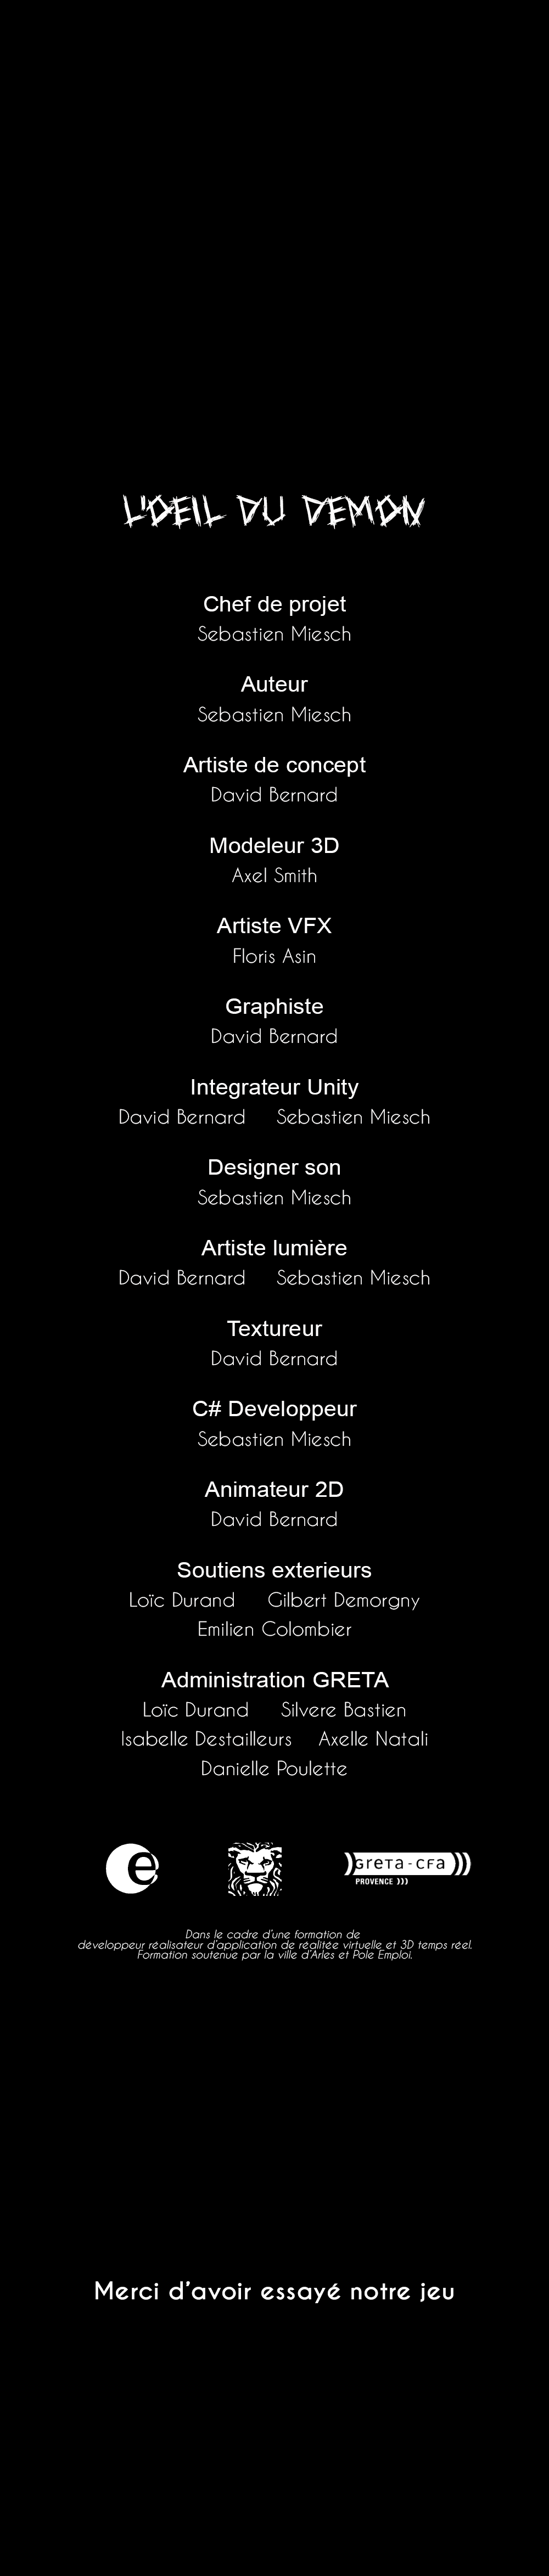 L'OEIL DU DEMON
Chef de projet
Sebastien Miesch
Auteur
Sebastien Miesch
Artiste de concept
David Bernard
Modeleur 3D
Axel Smith
Artiste VFX
Floris Asin
Graphiste
David Bernard
Integrateur Unity
David Bernard Sebastien Miesch
Designer son
Sebastien Miesch
Artiste lumière
David Bernard Sebastien Miesch
Textureur
David Bernard
C# Developpeur
Sebastien Miesch
Animateur 2D
David Bernard
Soutiens exterieurs
Loïc Durand Gilbert Demorgny
Emilien Colombier
Administration GRETA
Loïc Durand Silvere Bastien
Isabelle Destailleurs Axelle Natali
Danielle Poulette
e
GRETA-CFA
PROVENCE )))
Dans le cadre d'une formation de
développeur réalisateur d'application de réalitée virtuelle et 3D temps réel.
Formation soutenue par la ville d'Arles et Pole Emploi.
Merci d'avoir essayé notre jeu